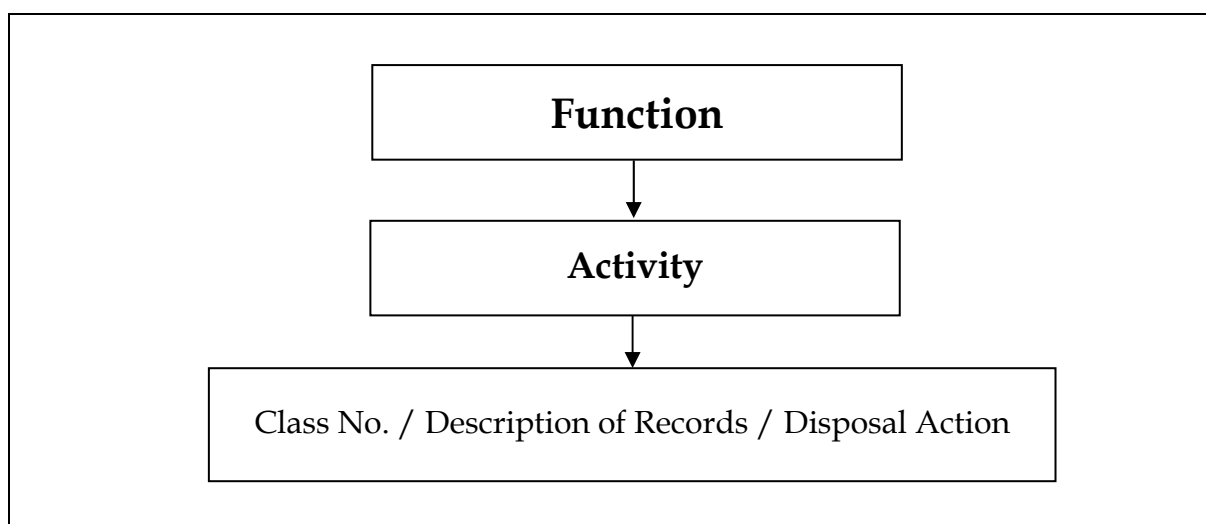 Function
Activity
Class No. / Description of Records / Disposal Action